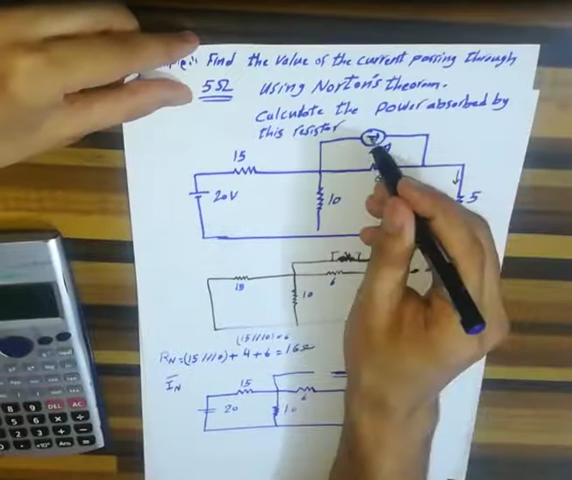 Find the value of the current passing through
5Ω using Norton's theorem.
Calculate the Power absorbed by
this resistor
15
20V
10
5
15
10
6
(15//10)=6
RN=(15//10)+4+6=16Ω
IN
15
20
10
6